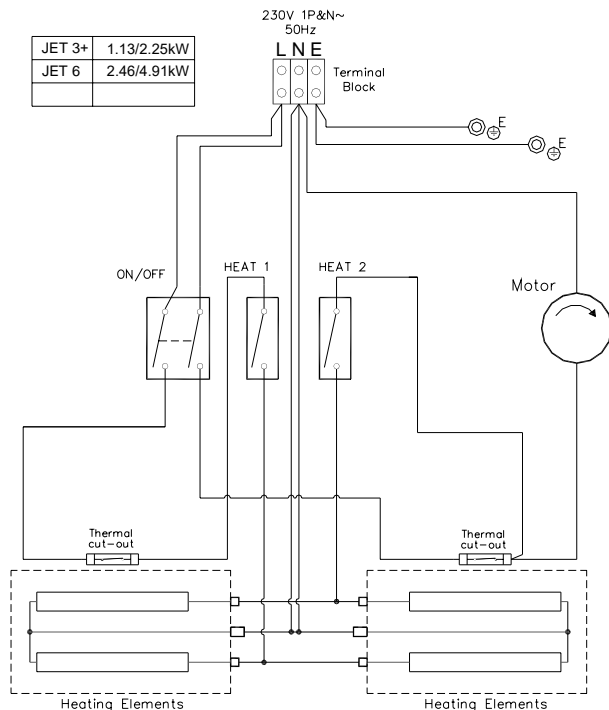 230V 1P&N~
50Hz
JET 3+ 1.13/2.25kW
JET 6 2.46/4.91kW
L N E
Terminal
Block
E
E
ON/OFF
HEAT 1
HEAT 2
Motor
Thermal
cut-out
Thermal
cut-out
Heating Elements
Heating Elements